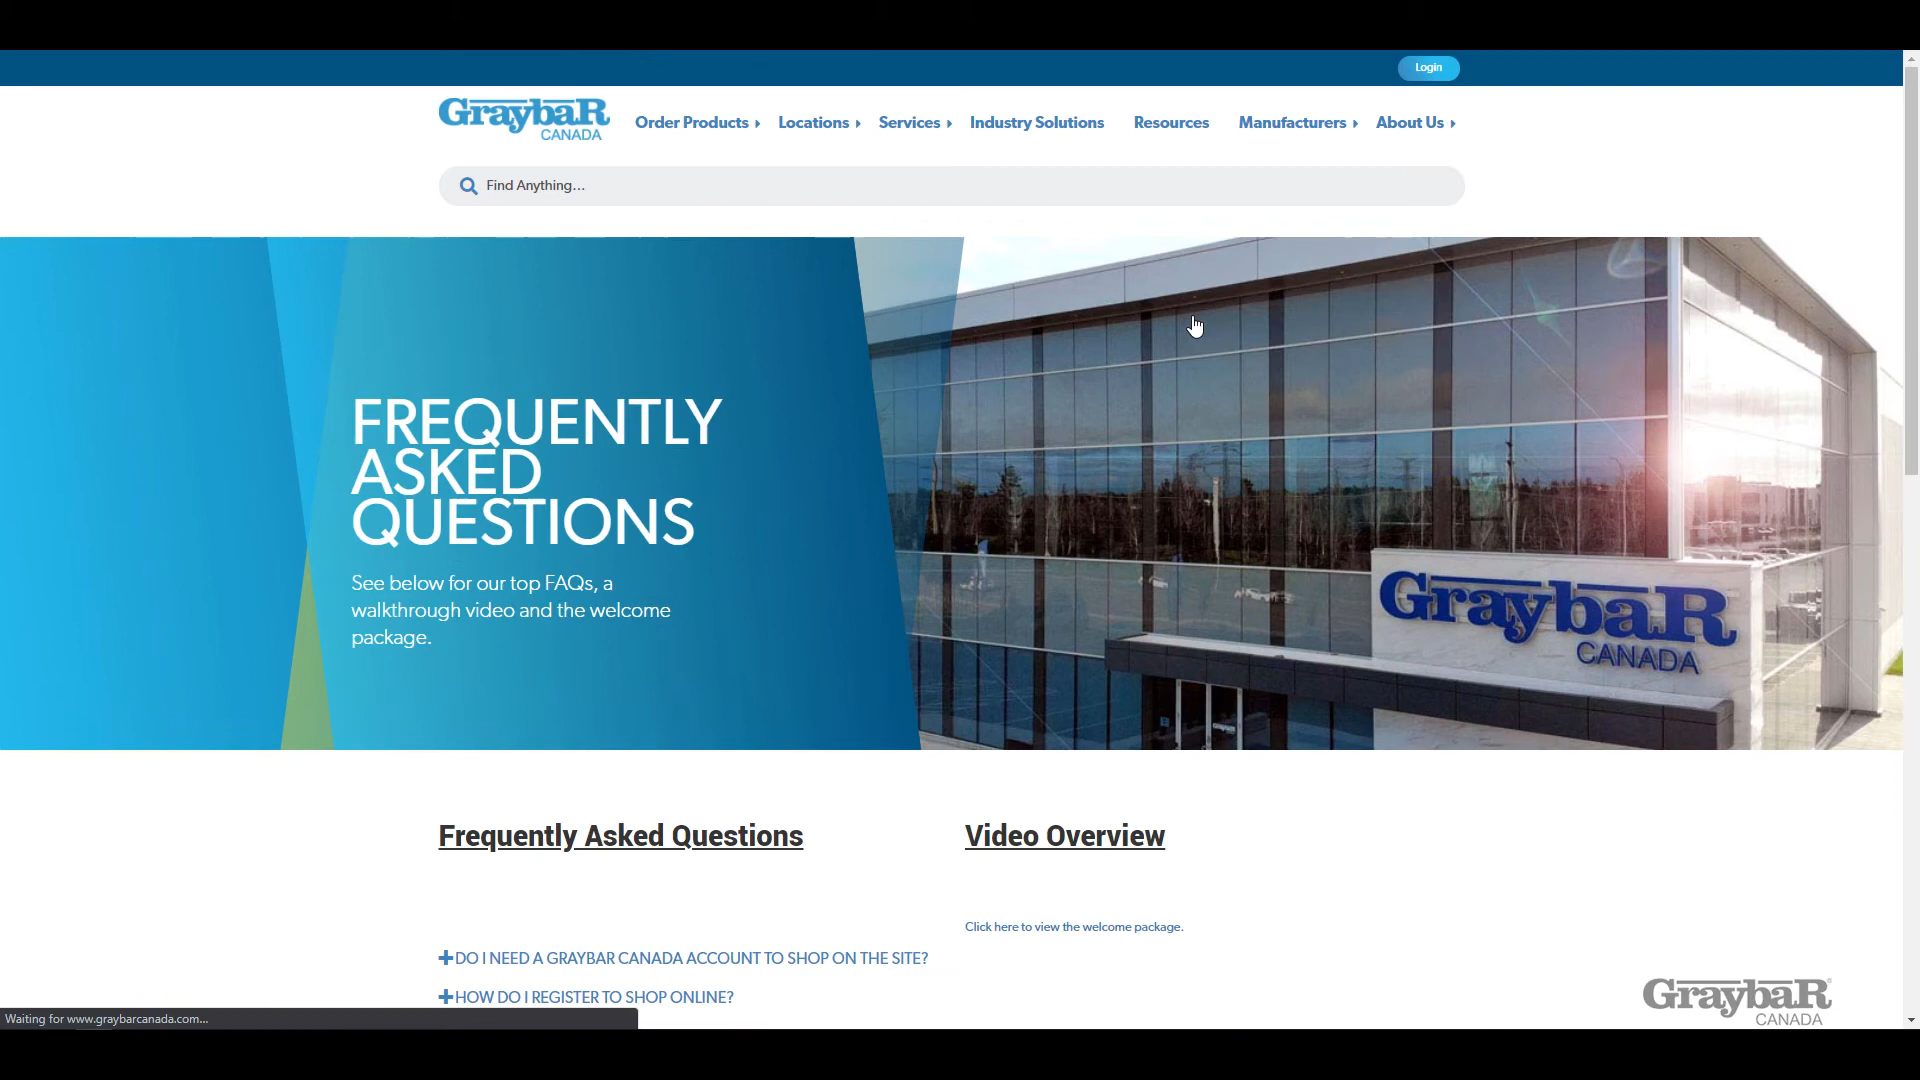 Login
GraybaR
CANADA
Order Products
Locations
Services
Industry Solutions
Resources
Manufacturers
About Us
Find Anything...
FREQUENTLY
ASKED
QUESTIONS
See below for our top FAQs, a
walkthrough video and the welcome
package.
GraybaR
CANADA
Frequently Asked Questions
Video Overview
Click here to view the welcome package.
DO I NEED A GRAYBAR CANADA ACCOUNT TO SHOP ON THE SITE?
HOW DO I REGISTER TO SHOP ONLINE?
GraybaR®
CANADA
Waiting for www.graybarcanada.com...